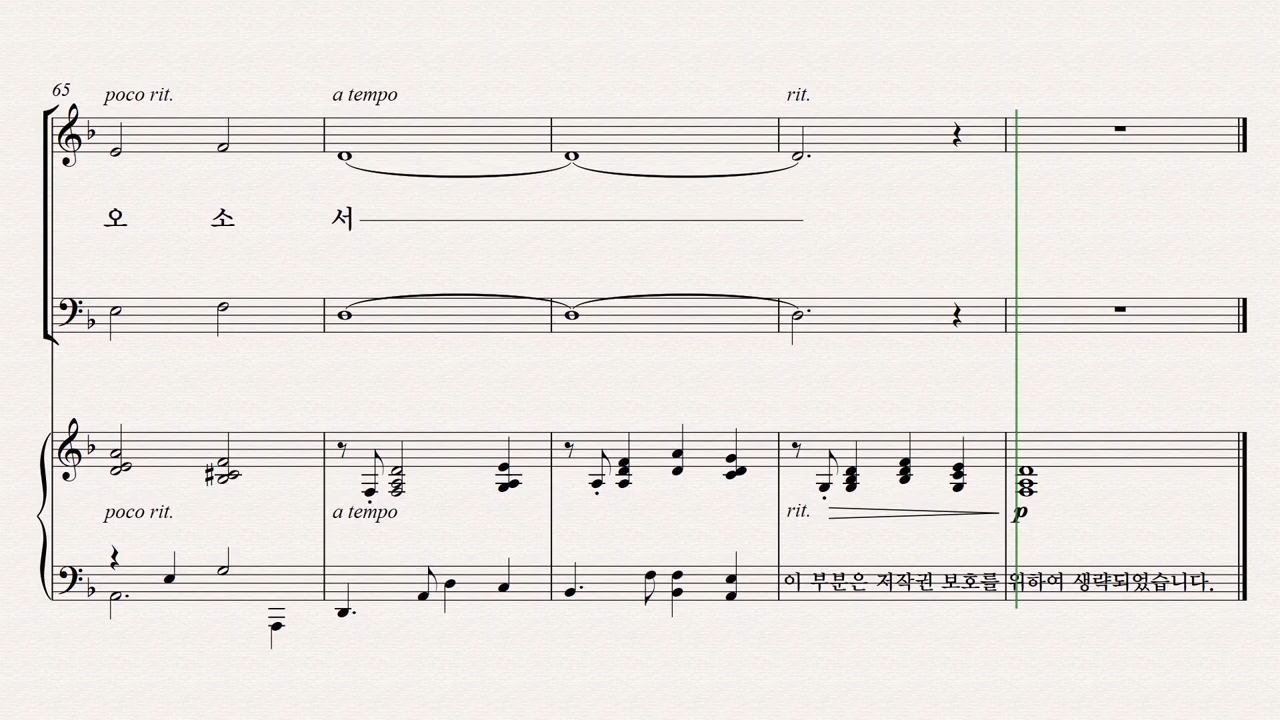 65
poco rit. a tempo rit.
오 소 서
poco rit. a tempo rit. p
이 부분은 저작권 보호를 위하여 생략되었습니다.